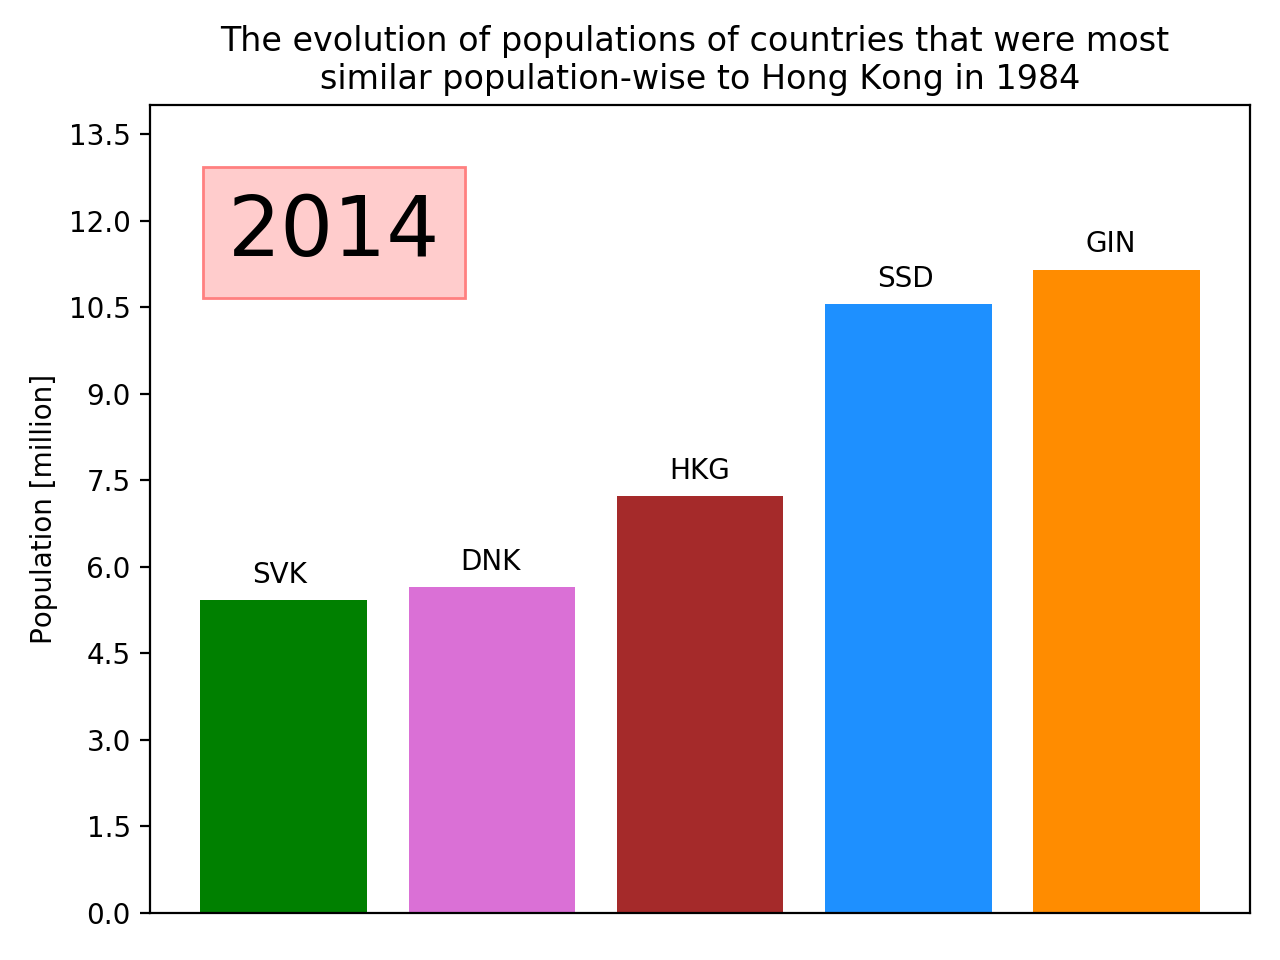 The evolution of populations of countries that were most
similar population-wise to Hong Kong in 1984
13.5
12.0
10.5
9.0
7.5
6.0
4.5
3.0
1.5
0.0
Population [million]
2014
SVK
DNK
HKG
SSD
GIN